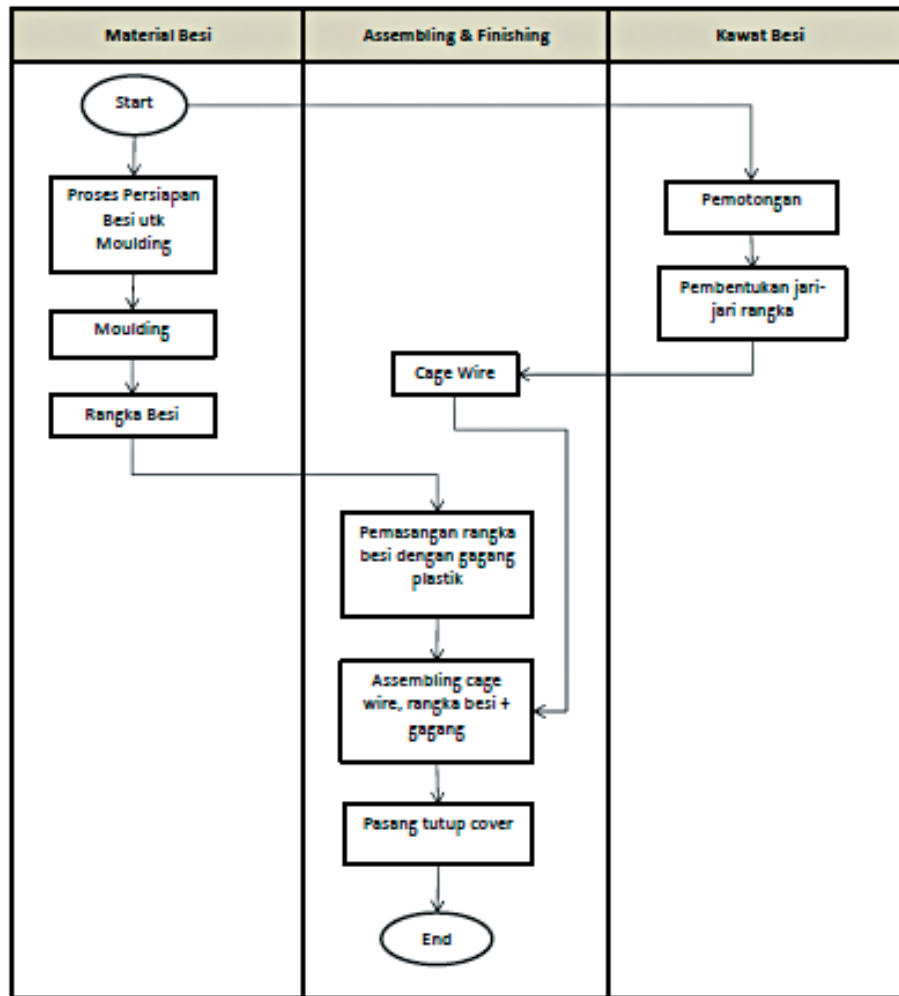 Material Besi
Assembling & Finishing
Kawat Besi
Start
Proses Persiapan
Besi utk
Moulding
Moulding
Rangka Besi
Pemotongan
Pembentukan jari-
jari rangka
Cage Wire
Pemasangan rangka
besi dengan gagang
plastik
Assembling cage
wire, rangka besi +
gagang
Pasang tutup cover
End